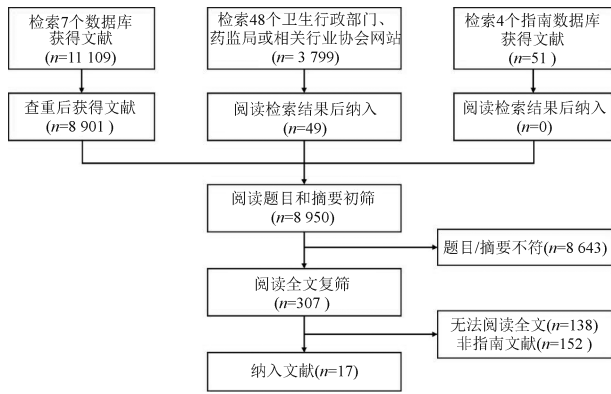 检索7个数据库
获得文献
(n=11 109)
检索48个卫生行政部门、
药监局或相关行业协会网站
(n= 3 799)
检索4个指南数据库
获得文献
(n=51 )
查重后获得文献
(n=8 901 )
阅读检索结果后纳入
(n=49)
阅读检索结果后纳入
(n=0)
阅读题目和摘要初筛
(n=8 950)
题目/摘要不符(n=8 643)
阅读全文复筛
(n=307 )
无法阅读全文(n=138)
非指南文献(n=152 )
纳入文献(n=17)